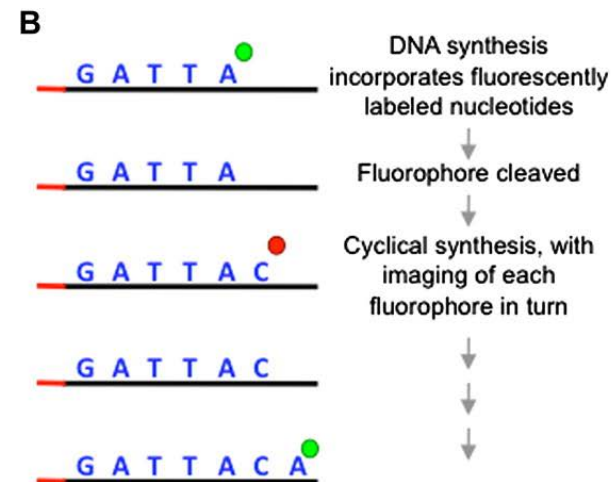 B
G A T T A
DNA synthesis
incorporates fluorescently
labeled nucleotides
G A T T A
Fluorophore cleaved
G A T T A C
Cyclical synthesis, with
imaging of each
fluorophore in turn
G A T T A C
G A T T A C A